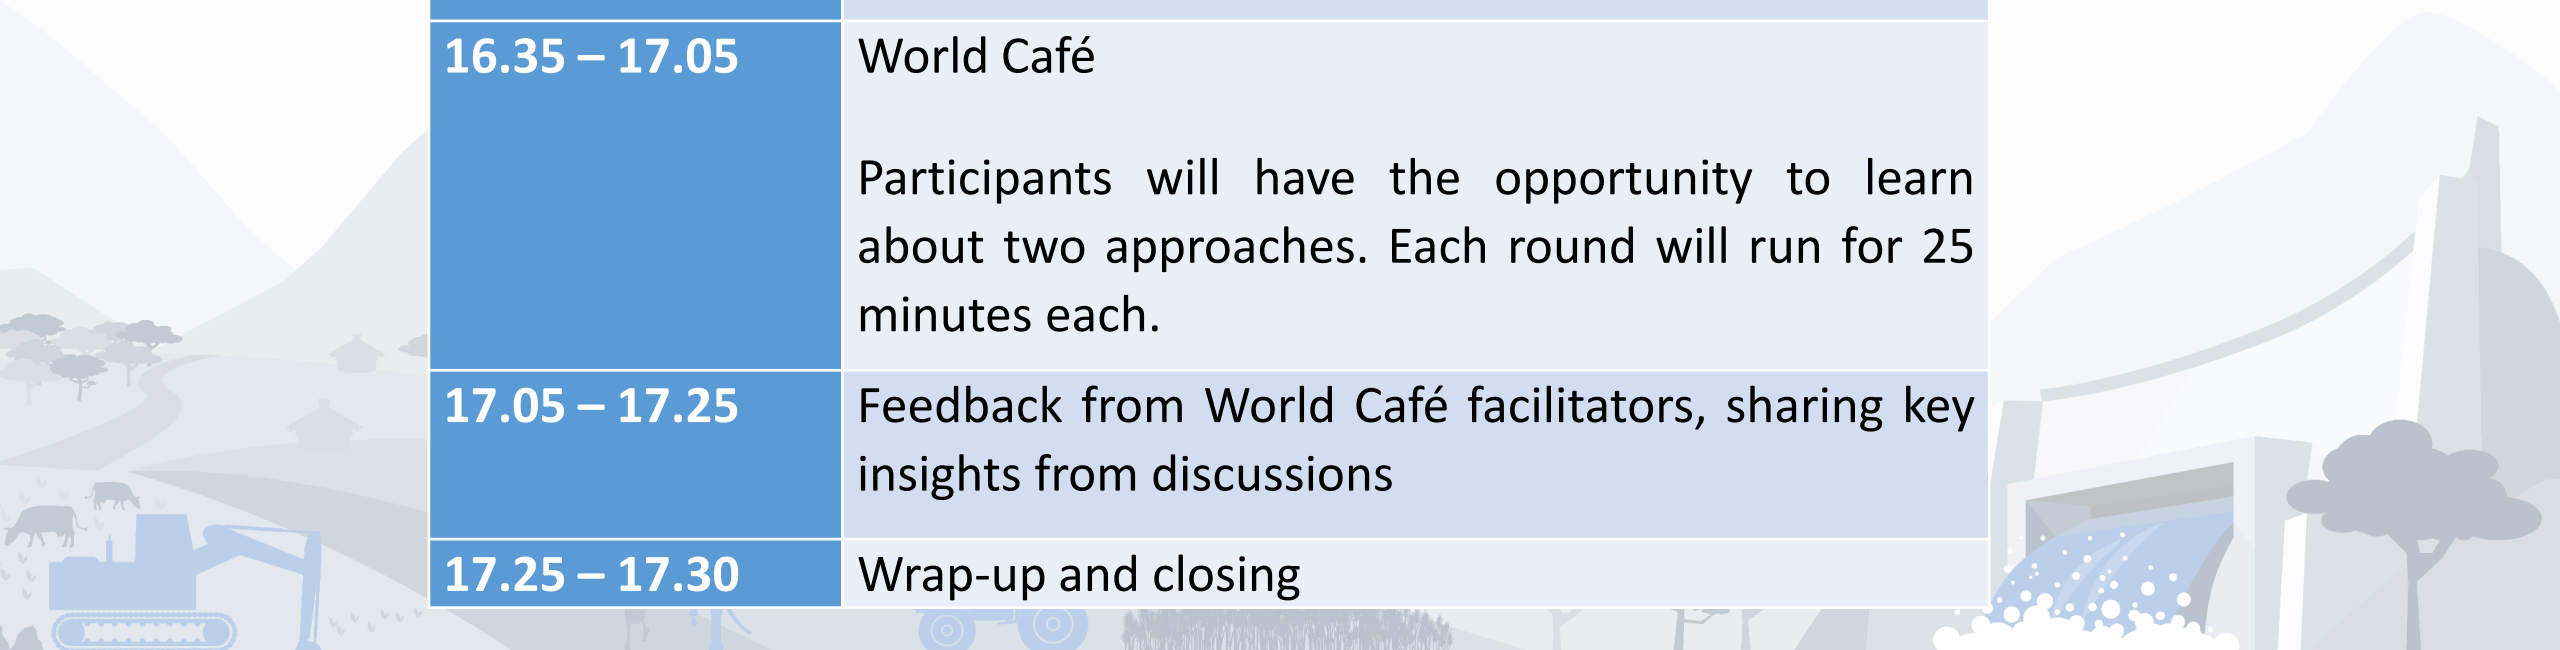 16.35 – 17.05
World Café
Participants will have the opportunity to learn
about two approaches. Each round will run for 25
minutes each.
17.05 – 17.25
Feedback from World Café facilitators, sharing key
insights from discussions
17.25 – 17.30
Wrap-up and closing